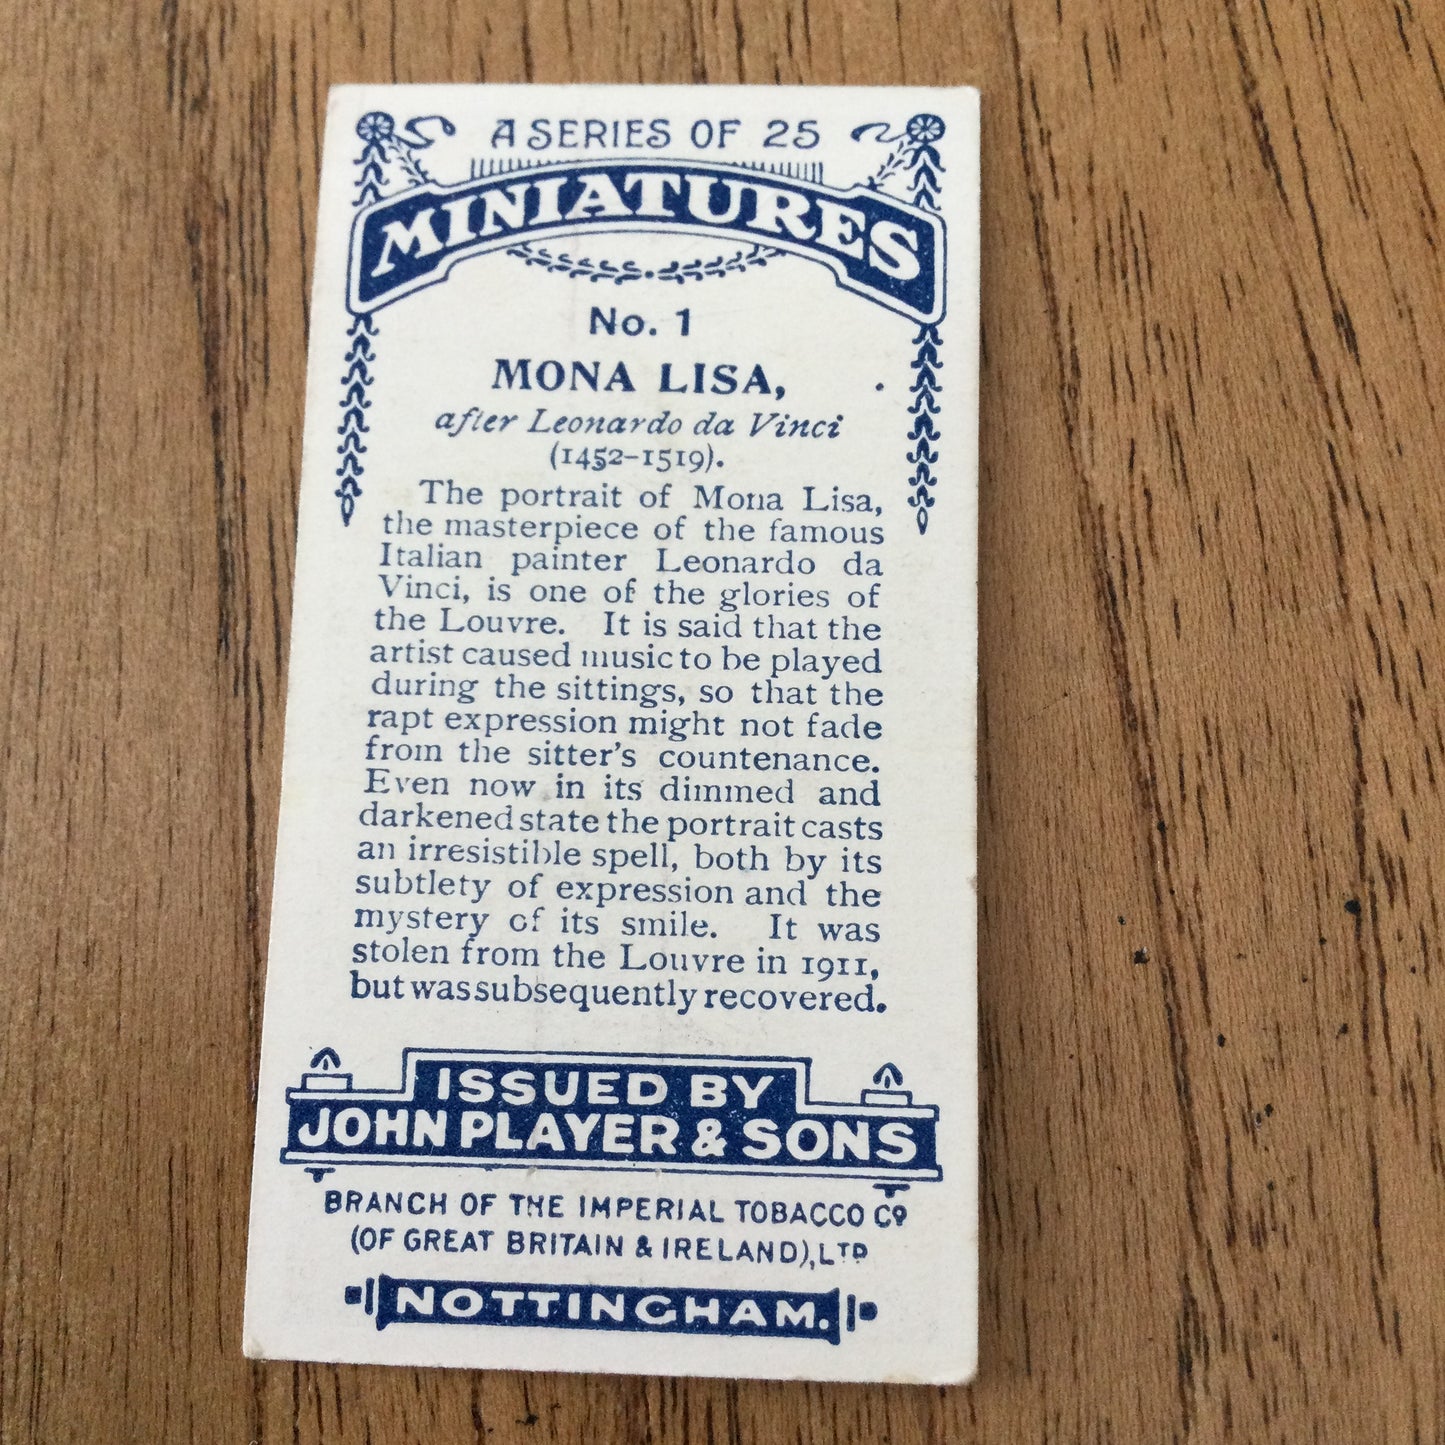 A SERIES OF 25
MINIATURES
No. 1
MONA LISA,
after Leonardo da Vinci
(1452–1519).
The portrait of Mona Lisa,
the masterpiece of the famous
Italian painter Leonardo da
Vinci, is one of the glories of
the Louvre. It is said that the
artist caused music to be played
during the sittings, so that the
rapt expression might not fade
from the sitter's countenance.
Even now in its dimmed and
darkened state the portrait casts
an irresistible spell, both by its
subtlety of expression and the
mystery of its smile. It was
stolen from the Louvre in 1911,
but was subsequently recovered.
ISSUED BY
JOHN PLAYER & SONS
BRANCH OF THE IMPERIAL TOBACCO CO
(OF GREAT BRITAIN & IRELAND), LTD
NOTTINGHAM.